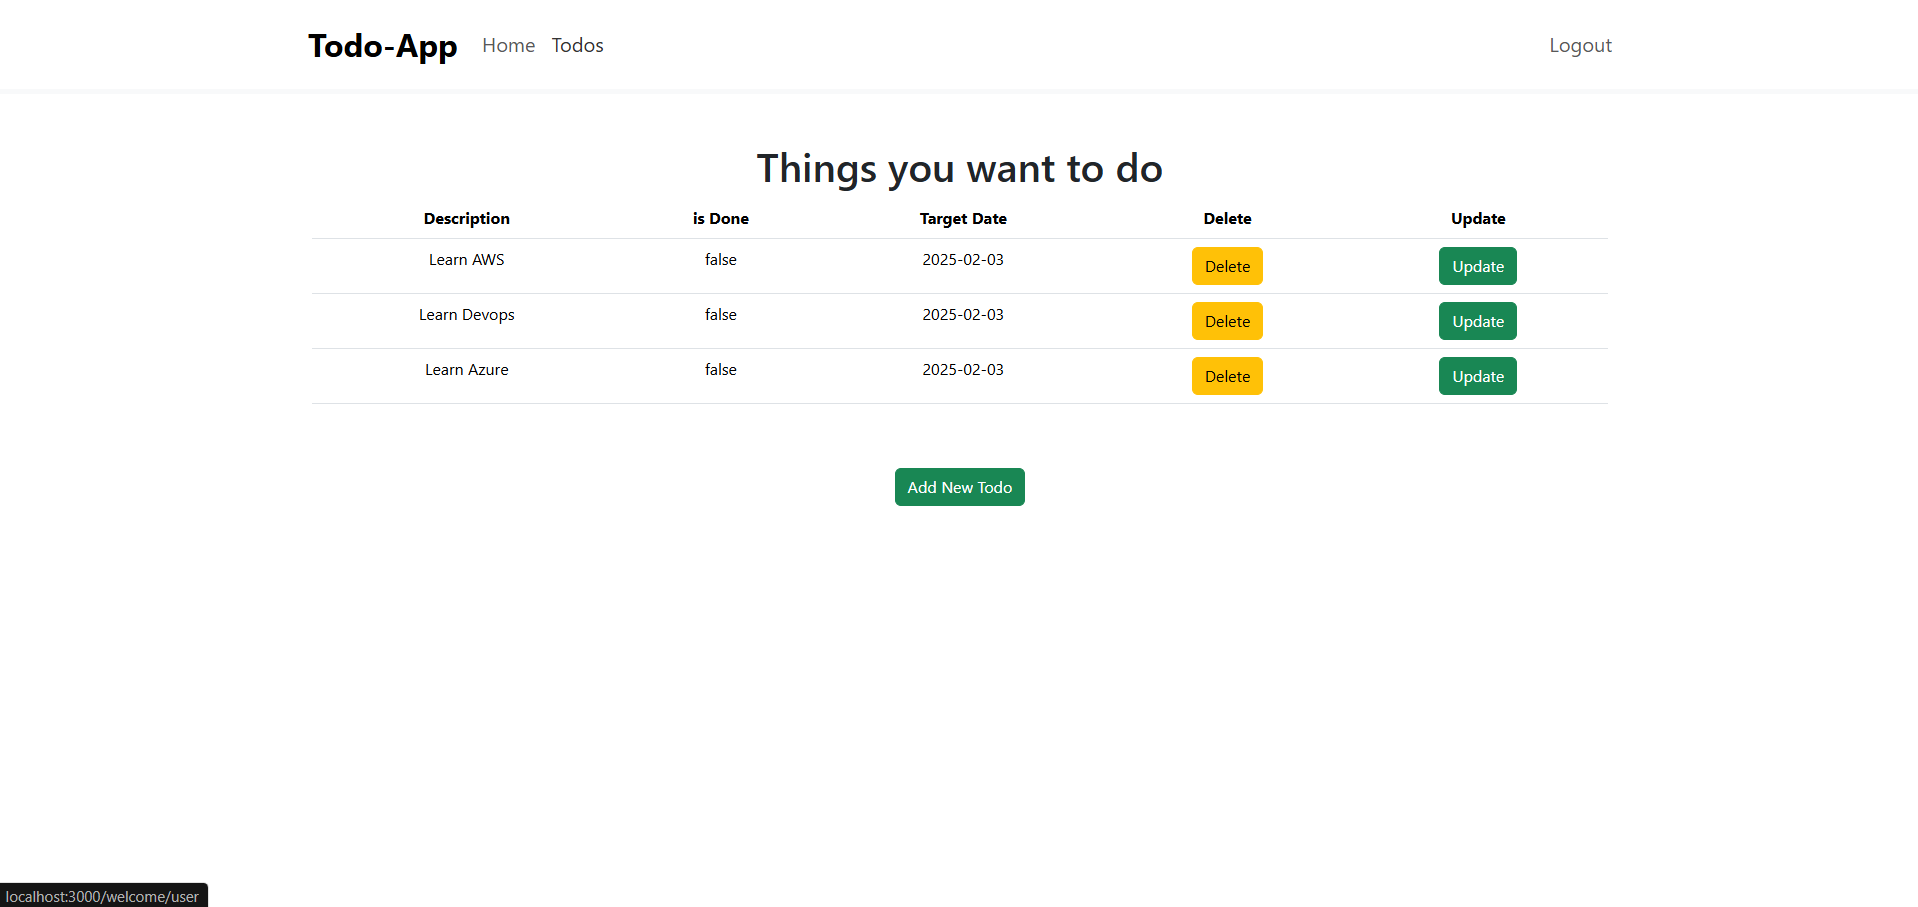 Todo-App Home Todos Logout
Things you want to do
Description is Done Target Date Delete Update
Learn AWS false 2025-02-03 Delete Update
Learn Devops false 2025-02-03 Delete Update
Learn Azure false 2025-02-03 Delete Update
Add New Todo
localhost:3000/welcome/user